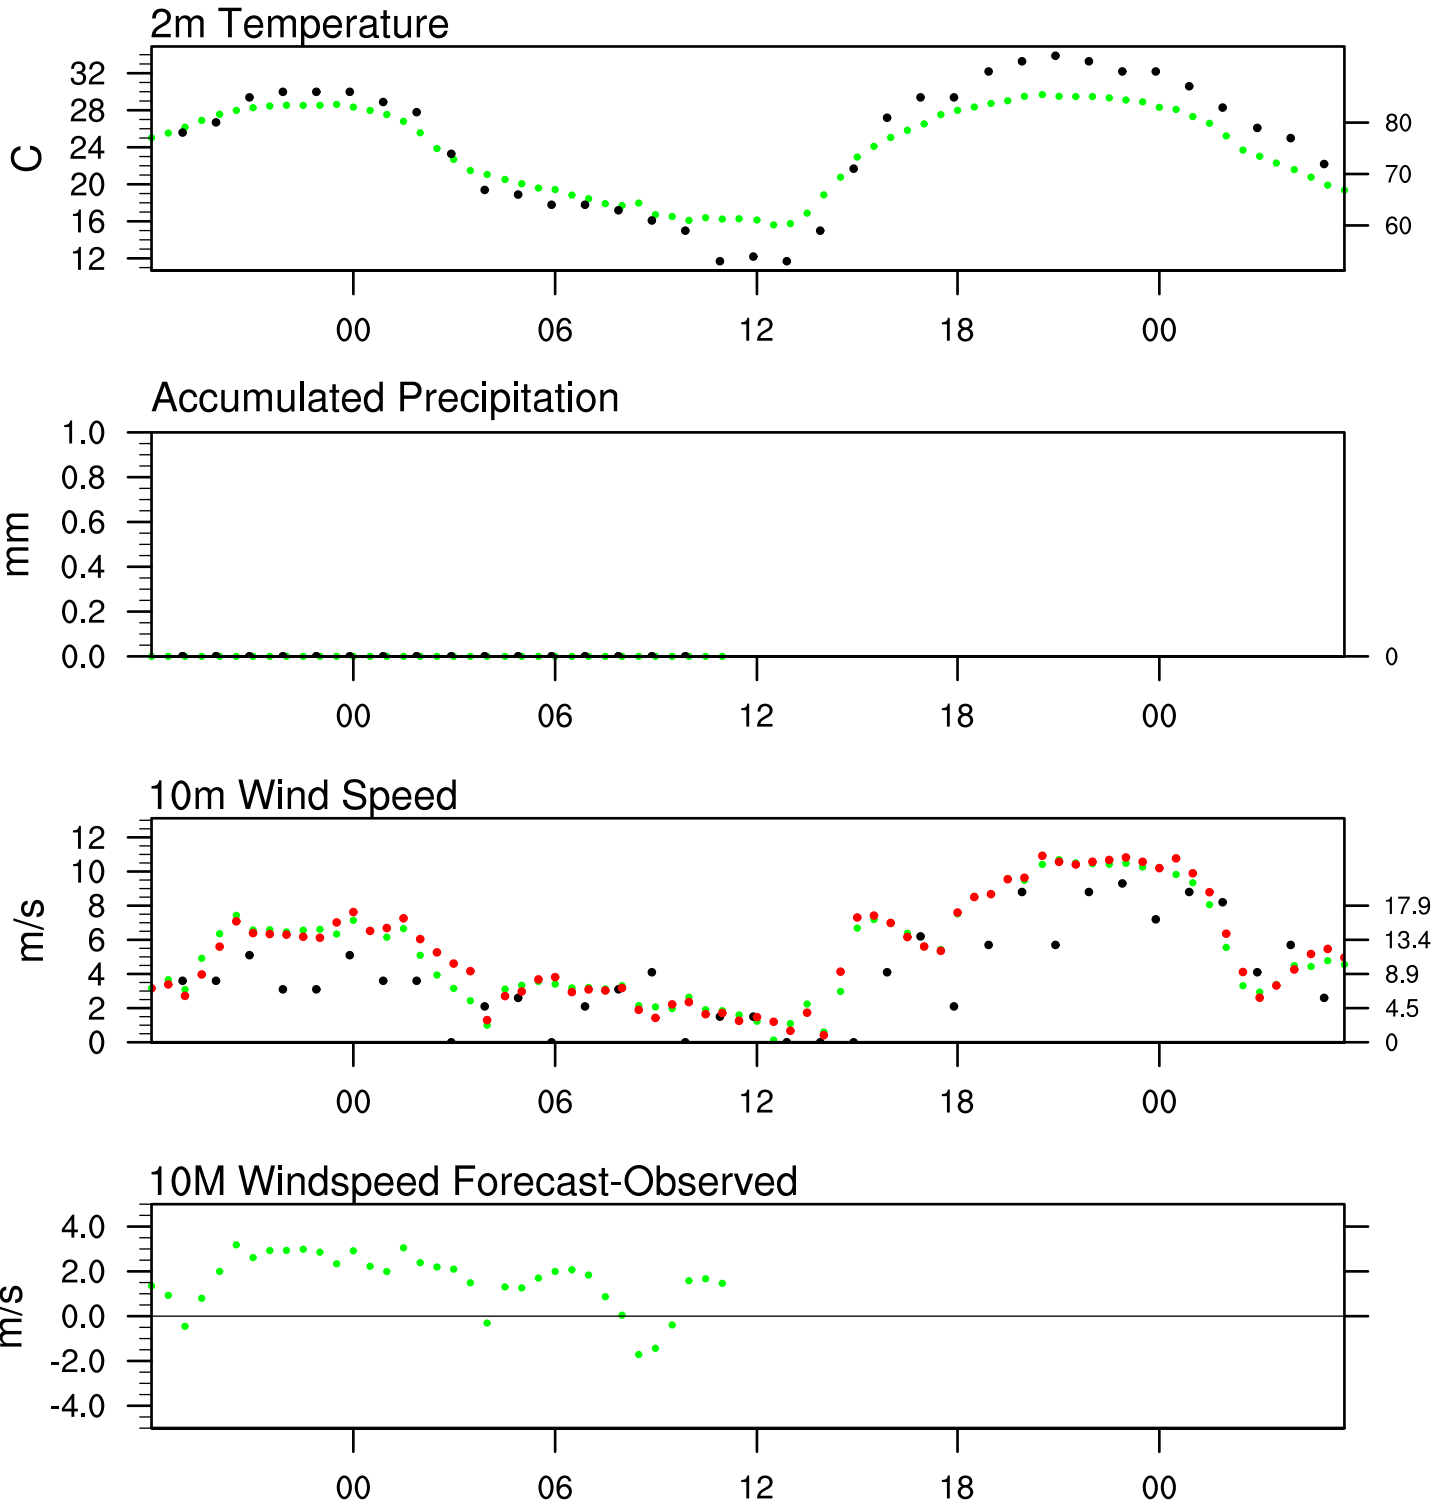 2m Temperature
C
32
28
24
20
16
12
80
70
60
00 06 12 18 00
Accumulated Precipitation
mm
1.0
0.8
0.6
0.4
0.2
0.0
0
00 06 12 18 00
10m Wind Speed
m/s
12
10
8
6
4
2
0
17.9
13.4
8.9
4.5
0
00 06 12 18 00
10M Windspeed Forecast-Observed
m/s
4.0
2.0
0.0
-2.0
-4.0
00 06 12 18 00